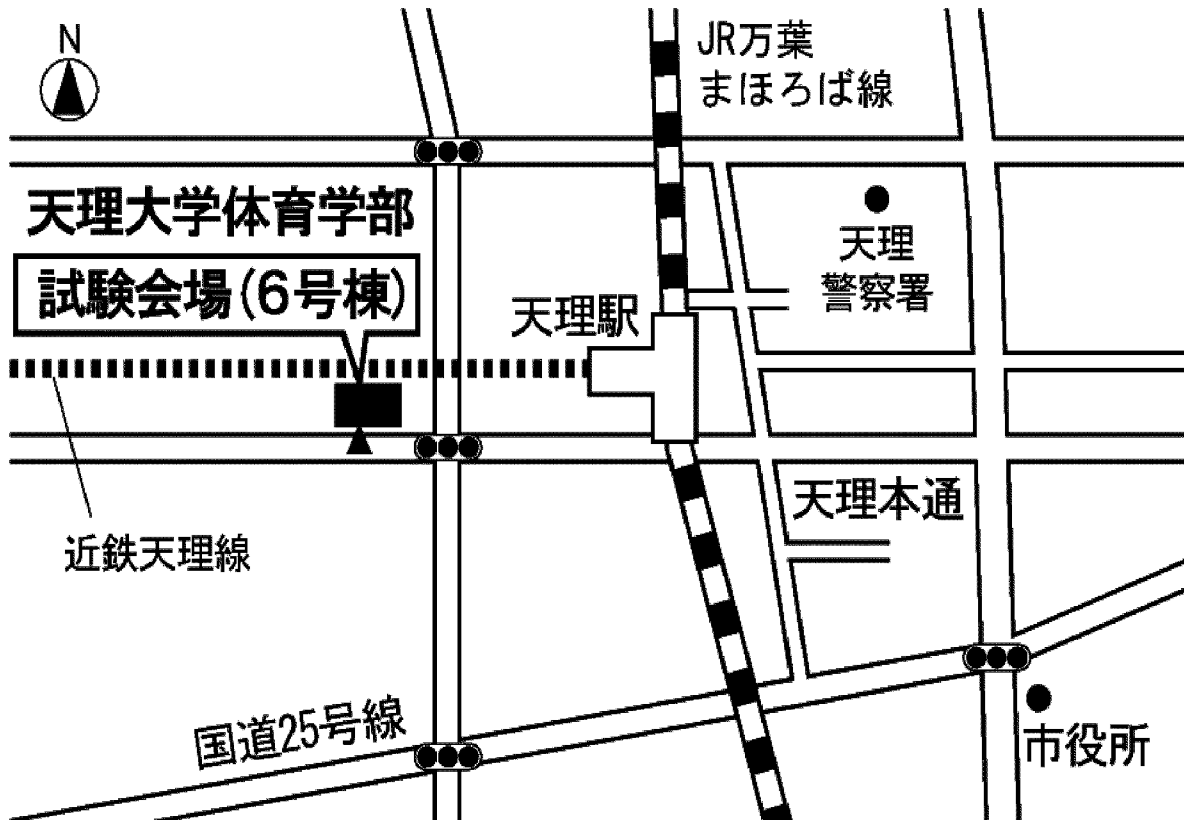 N
JR万葉
まほろば線
天理大学体育学部
試験会場(6号棟)
天理
警察署
天理駅
天理本通
近鉄天理線
国道25号線
市役所